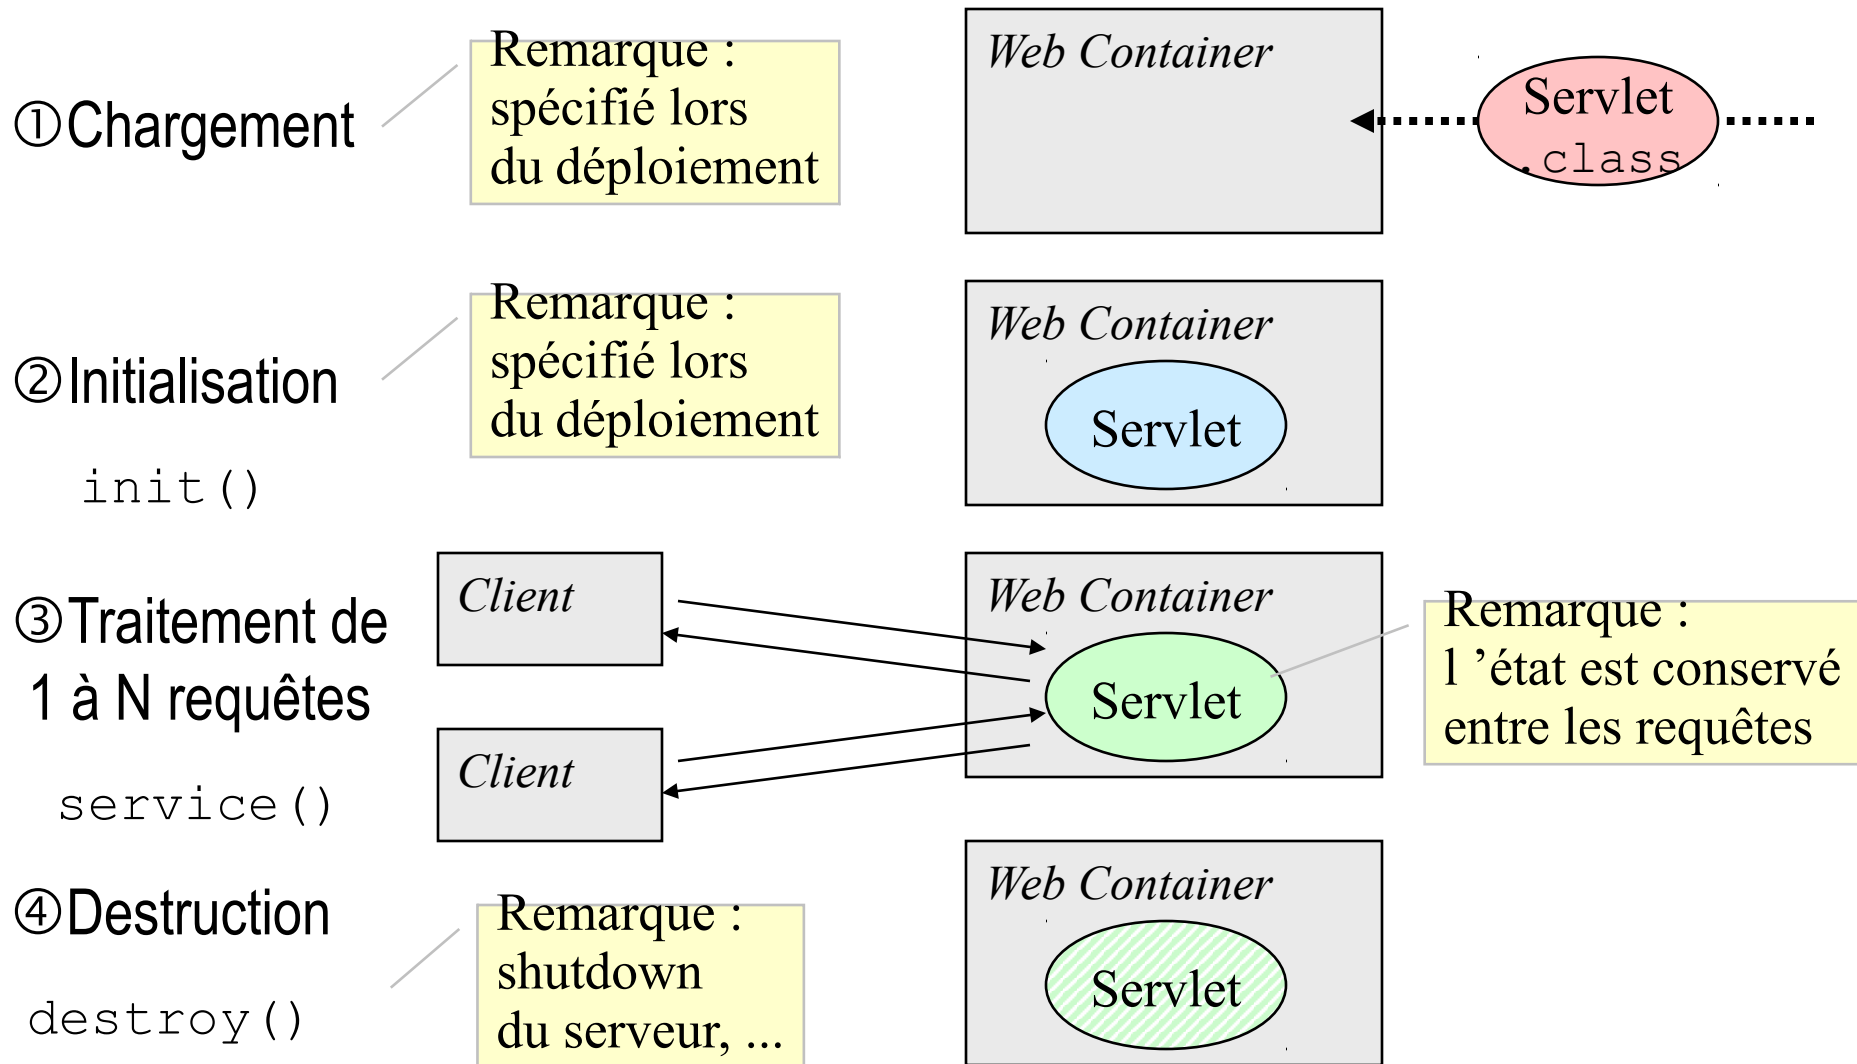 ①Chargement
Remarque :
spécifié lors
du déploiement
Web Container
Servlet
.class
②Initialisation
init()
Remarque :
spécifié lors
du déploiement
Web Container
Servlet
③Traitement de
1 à N requêtes
service()
Client
Client
Web Container
Servlet
Remarque :
l ’état est conservé
entre les requêtes
④Destruction
destroy()
Remarque :
shutdown
du serveur, ...
Web Container
Servlet